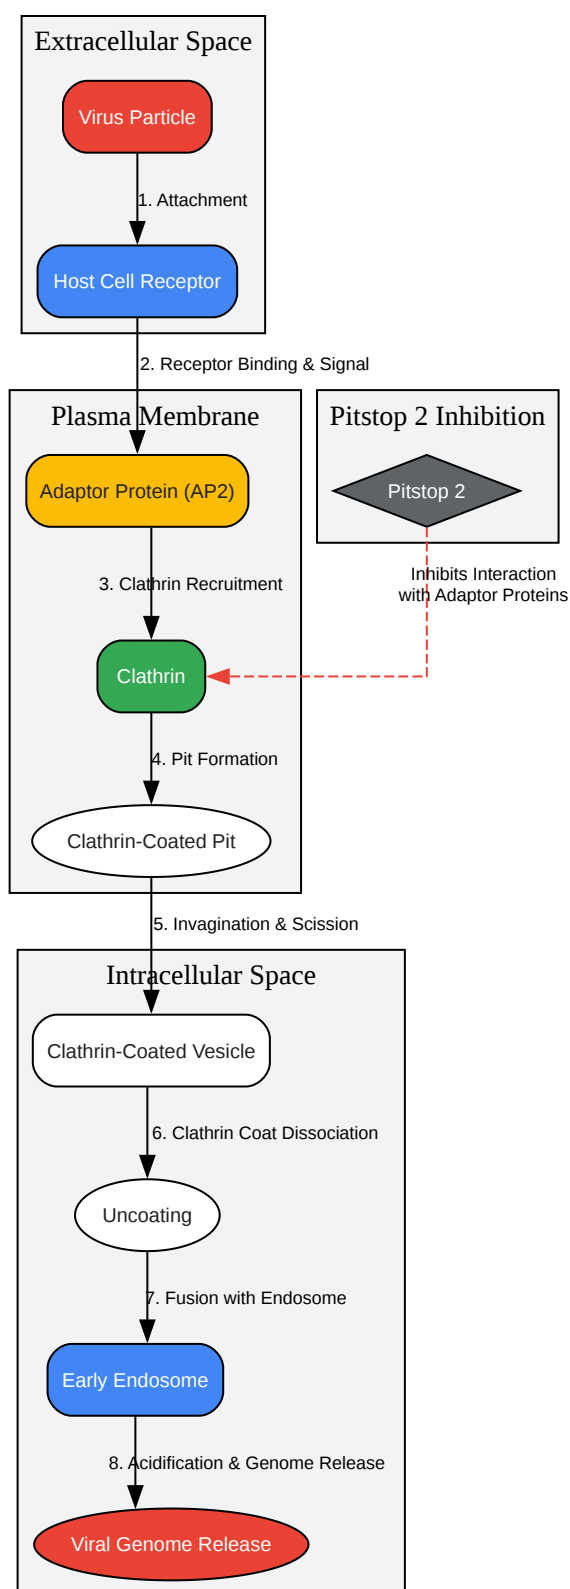 Extracellular Space
Virus Particle
1. Attachment
Host Cell Receptor
2. Receptor Binding & Signal
Plasma Membrane
Pitstop 2 Inhibition
Adaptor Protein (AP2)
Pitstop 2
3. Clathrin Recruitment
Inhibits Interaction
with Adaptor Proteins
Clathrin
4. Pit Formation
Clathrin-Coated Pit
5. Invagination & Scission
Intracellular Space
Clathrin-Coated Vesicle
6. Clathrin Coat Dissociation
Uncoating
7. Fusion with Endosome
Early Endosome
8. Acidification & Genome Release
Viral Genome Release